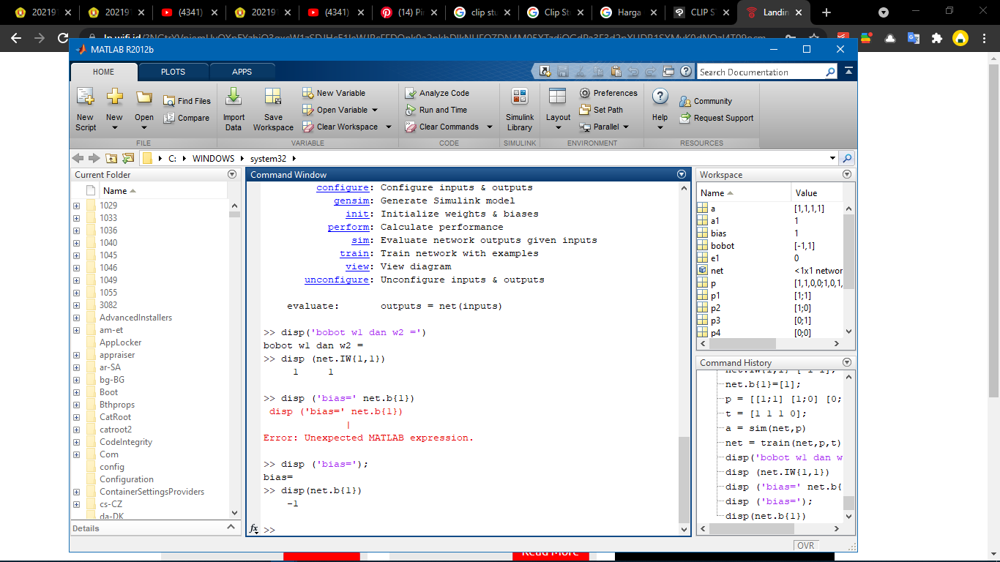 202191
202191
(4341)
202191
(4341)
(14) Pi
clip stu
Clip St
Harga
CLIP S
Landin
MATLAB R2012b
HOME
PLOTS
APPS
Search Documentation
New Script
New
Open
Find Files
Compare
Import Data
Save Workspace
New Variable
Open Variable
Clear Workspace
Analyze Code
Run and Time
Clear Commands
Simulink Library
Layout
Preferences
Set Path
Parallel
Help
Community
Request Support
FILE
VARIABLE
CODE
SIMULINK
ENVIRONMENT
RESOURCES
C:
WINDOWS
system32
Current Folder
Name
1029
1033
1036
1040
1045
1046
1049
1055
3082
AdvancedInstallers
am-et
AppLocker
appraiser
ar-SA
bg-BG
Boot
Bthprops
CatRoot
catroot2
CodeIntegrity
Com
config
Configuration
ContainerSettingsProviders
cs-CZ
da-DK
Details
Command Window
configure: Configure inputs & outputs
gensim: Generate Simulink model
init: Initialize weights & biases
perform: Calculate performance
sim: Evaluate network outputs given inputs
train: Train network with examples
view: View diagram
unconfigure: Unconfigure inputs & outputs
evaluate: outputs = net(inputs)
>> disp('bobot w1 dan w2 =')
bobot w1 dan w2 =
>> disp (net.IW{1,1})
1 1
>> disp ('bias=' net.b{1})
disp ('bias=' net.b{1})
|
Error: Unexpected MATLAB expression.
>> disp ('bias=');
bias=
>> disp(net.b{1})
-1
fx >>
Workspace
Name Value
a [1,1,1,1]
a1 1
bias 1
bobot [-1,1]
e1 0
net <1x1 networ
p [1,1,0,0;1,0,1,
p1 [1;1]
p2 [1;0]
p3 [0;1]
p4 [0;0]
Command History
net.b{1}=[1];
p = [[1;1] [1;0] [0;
t = [1 1 1 0];
a = sim(net,p)
net = train(net,p,t)
disp('bobot w1 dan w
disp (net.IW{1,1})
disp ('bias=' net.b{
disp ('bias=');
disp(net.b{1})
OVR
Read More